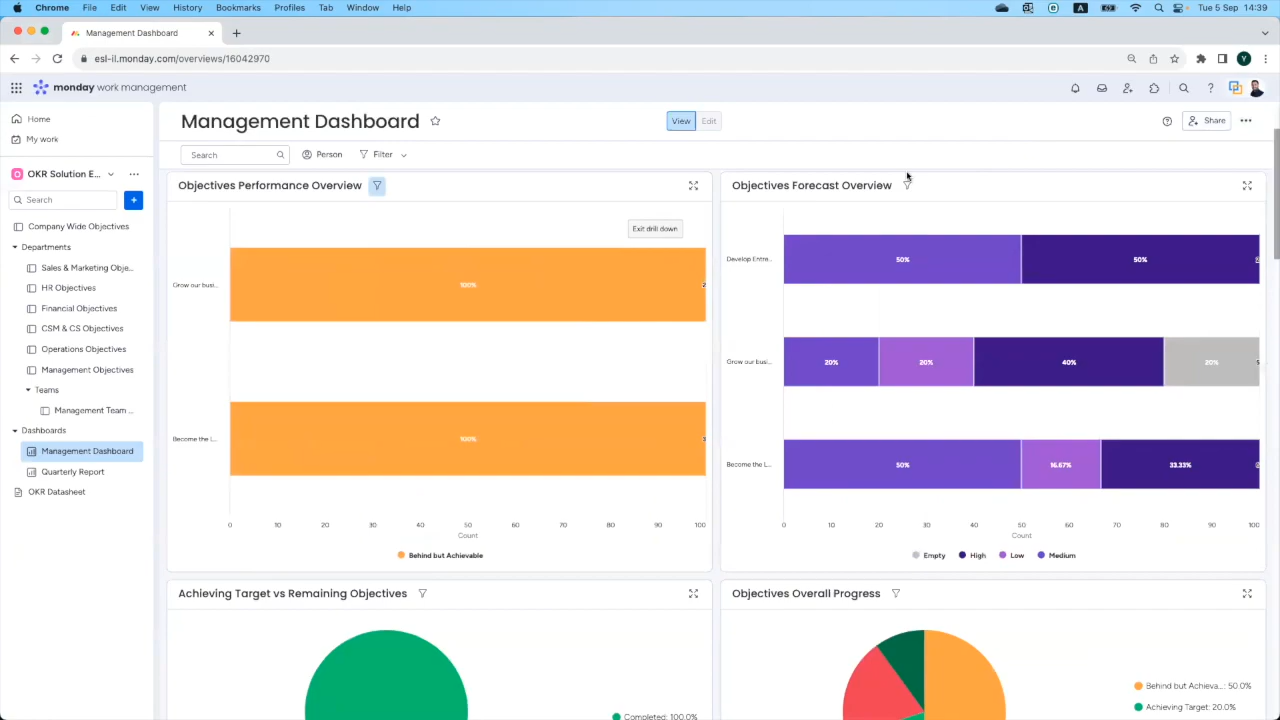 Chrome File Edit View History Bookmarks Profiles Tab Window Help
A
Tue 5 Sep 14:39
Management Dashboard
esl-il.monday.com/overviews/16042970
Y
monday work management
Home
My work
OKR Solution E...
Search
Company Wide Objectives
Departments
Sales & Marketing Obje...
HR Objectives
Financial Objectives
CSM & CS Objectives
Operations Objectives
Management Objectives
Teams
Management Team ...
Dashboards
Management Dashboard
Quarterly Report
OKR Datasheet
Management Dashboard
View Edit
Share
Search
Person
Filter
Objectives Performance Overview
Exit drill down
Grow our busi...
100%
2
Become the L...
100%
3
0 10 20 30 40 50 60 70 80 90 100
Count
Behind but Achievable
Objectives Forecast Overview
Develop Entre...
50% 50%
Grow our busi...
20% 20% 40% 20%
5
Become the L...
50% 16.67% 33.33%
0 10 20 30 40 50 60 70 80 90 100
Count
Empty High Low Medium
Achieving Target vs Remaining Objectives
Completed: 100.0%
Objectives Overall Progress
Behind but Achieva...: 50.0%
Achieving Target: 20.0%